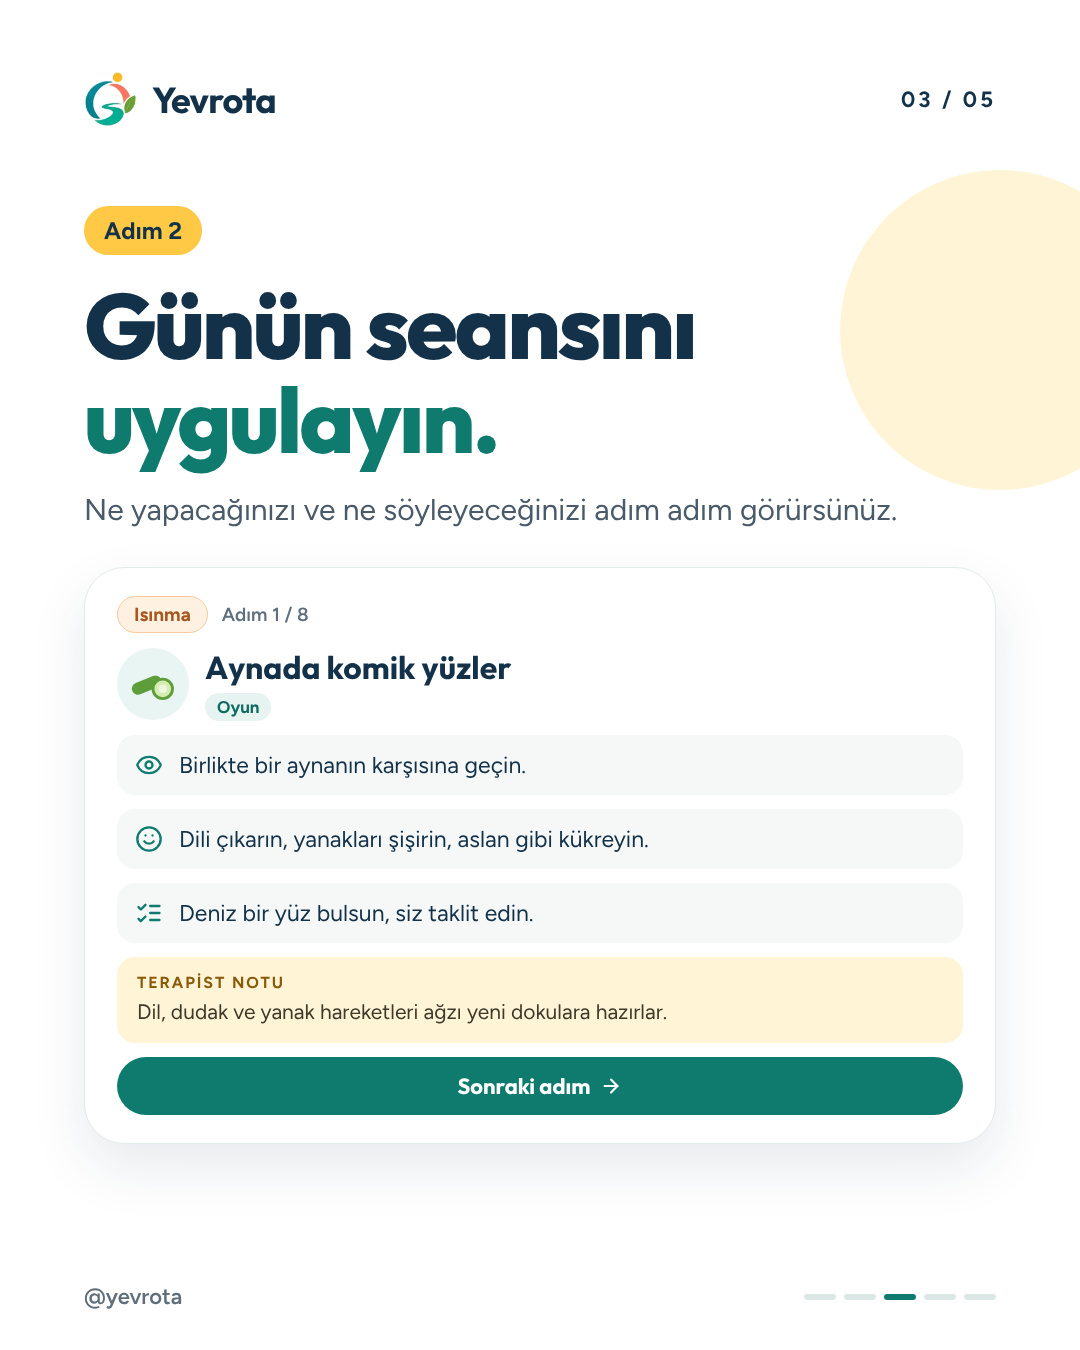 Yevrota
03 / 05
Adım 2
Günün seansını
uygulayın.
Ne yapacağınızı ve ne söyleyeceğinizi adım adım görürsünüz.
Isınma
Adım 1 / 8
Aynada komik yüzler
Oyun
Birlikte bir aynanın karşısına geçin.
Dili çıkarın, yanakları şişirin, aslan gibi kükreyin.
Deniz bir yüz bulsun, siz taklit edin.
TERAPİST NOTU
Dil, dudak ve yanak hareketleri ağzı yeni dokulara hazırlar.
Sonraki adım →
@yevrota